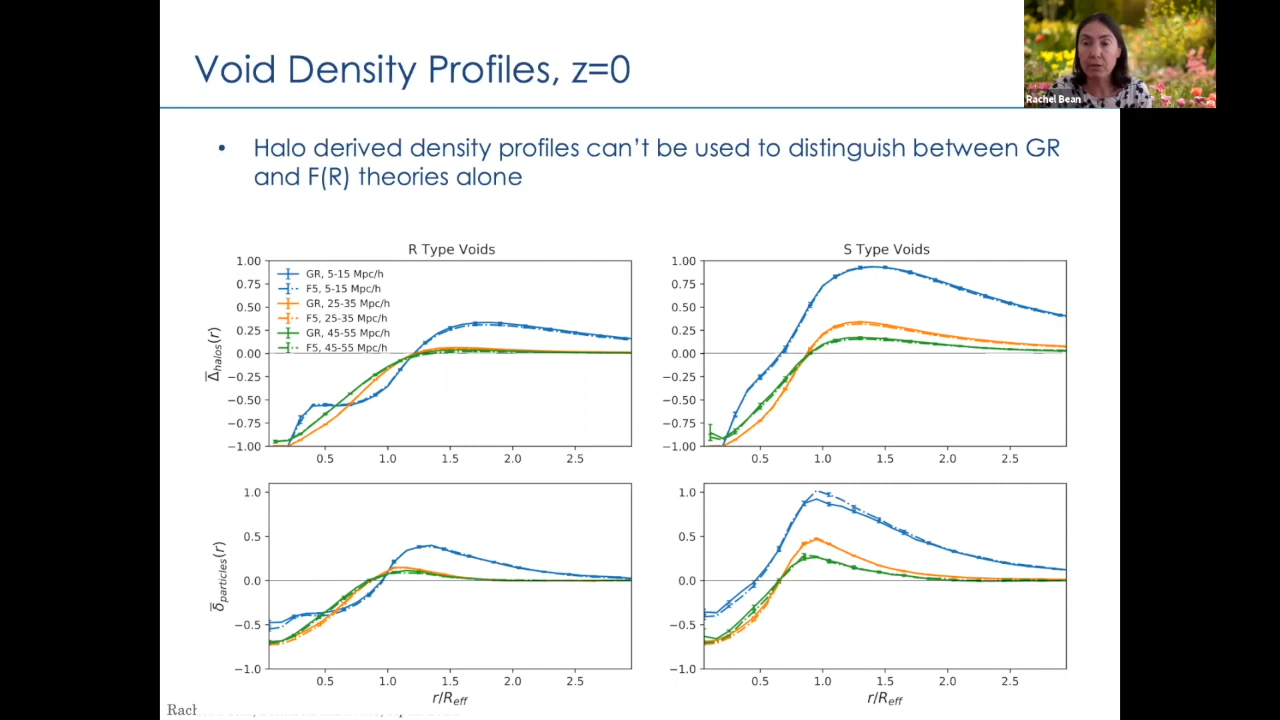 Void Density Profiles, z=0
Rachel Bean
• Halo derived density profiles can't be used to distinguish between GR
and F(R) theories alone
R Type Voids
1.00
0.75
0.50
0.25
0.00
−0.25
−0.50
−0.75
−1.00
Δ̅halos(r)
GR, 5-15 Mpc/h
F5, 5-15 Mpc/h
GR, 25-35 Mpc/h
F5, 25-35 Mpc/h
GR, 45-55 Mpc/h
F5, 45-55 Mpc/h
0.5 1.0 1.5 2.0 2.5
S Type Voids
1.00
0.75
0.50
0.25
0.00
−0.25
−0.50
−0.75
−1.00
0.5 1.0 1.5 2.0 2.5
1.0
0.5
0.0
−0.5
−1.0
δ̅particles(r)
0.5 1.0 1.5 2.0 2.5
r/Reff
1.0
0.5
0.0
−0.5
−1.0
0.5 1.0 1.5 2.0 2.5
r/Reff